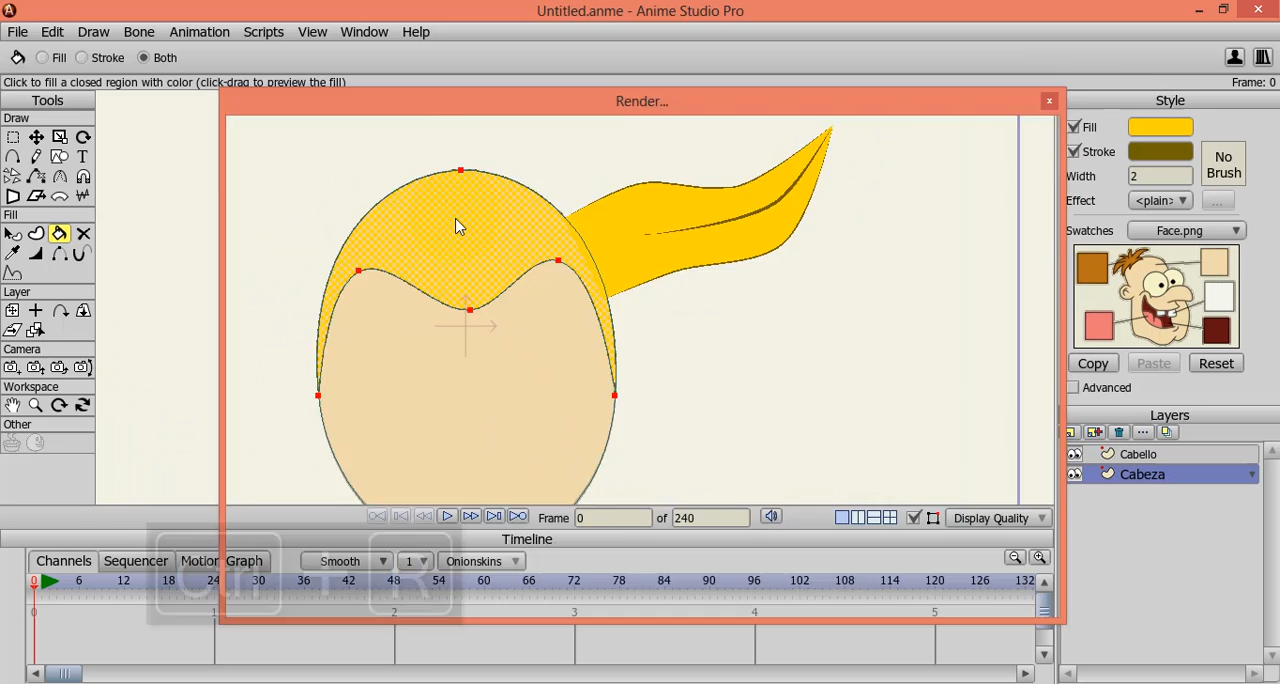 Untitled.anme - Anime Studio Pro
File Edit Draw Bone Animation Scripts View Window Help
Fill Stroke Both
Click to fill a closed region with color (click-drag to preview the fill)
Frame: 0
Tools
Draw
T
Fill
Layer
Camera
Workspace
Other
Render...
Style
Fill
Stroke
No Brush
Width 2
Effect <plain> ...
Swatches Face.png
Copy Paste Reset
Advanced
Layers
Cabello
Cabeza
Frame 0 of 240
Display Quality
Timeline
Channels Sequencer Motion Graph Smooth 1 Onionskins
0 6 12 18 24 30 36 42 48 54 60 66 72 78 84 90 96 102 108 114 120 126 132
0 1 2 3 4 5
Ctrl + R